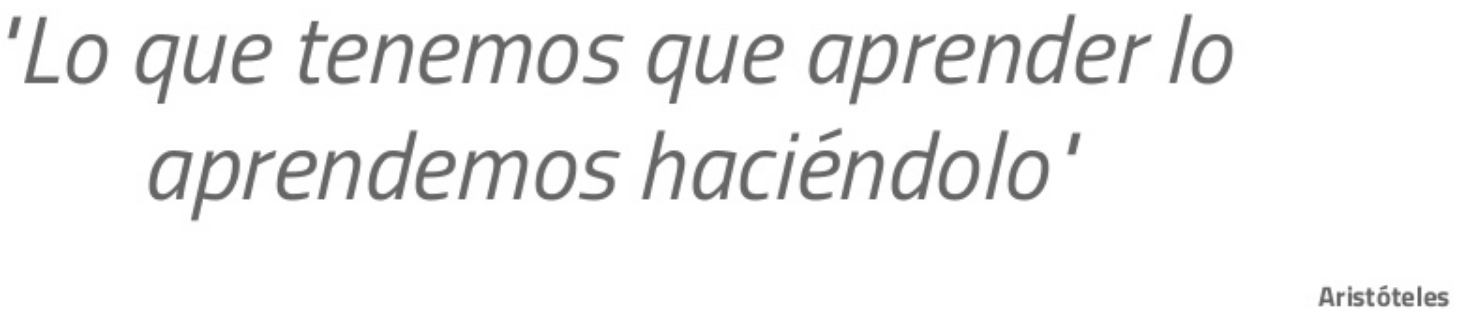 'Lo que tenemos que aprender lo
aprendemos haciéndolo'
Aristóteles